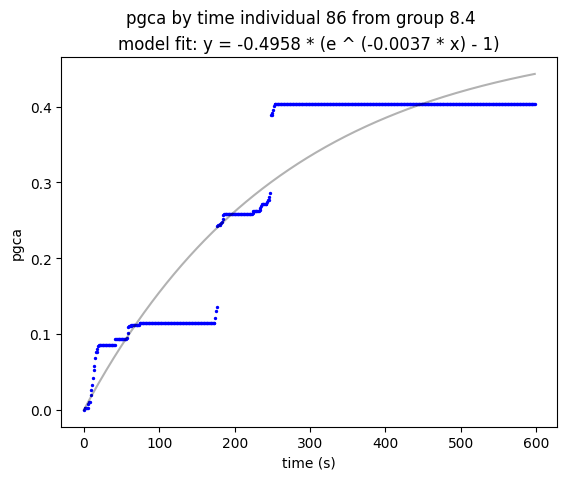 pgca by time individual 86 from group 8.4
model fit: y = -0.4958 * (e ^ (-0.0037 * x) - 1)
0.4
0.3
0.2
0.1
0.0
pgca
0 100 200 300 400 500 600
time (s)